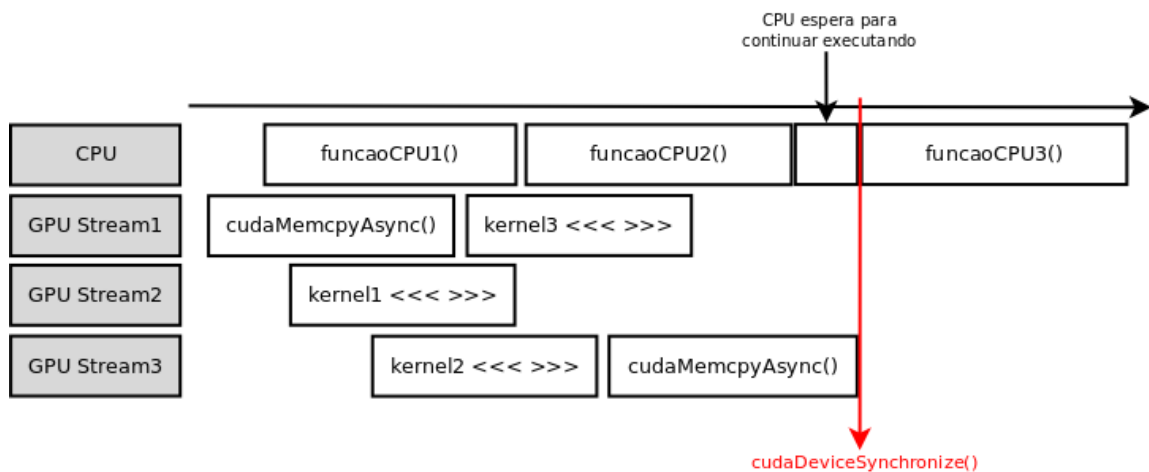 CPU espera para
continuar executando
CPU
funcaoCPU1()
funcaoCPU2()
funcaoCPU3()
GPU Stream1
cudaMemcpyAsync()
kernel3 <<< >>>
GPU Stream2
kernel1 <<< >>>
GPU Stream3
kernel2 <<< >>>
cudaMemcpyAsync()
cudaDeviceSynchronize()